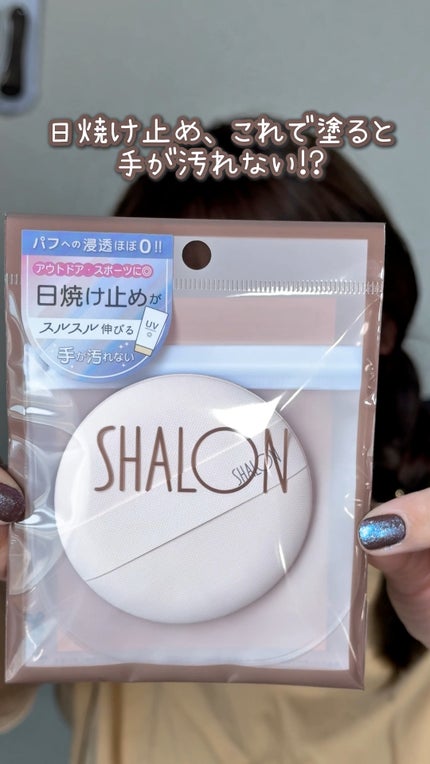 日焼け止め、これで塗ると
手が汚れない!?
パフへの浸透ほぼ0!!
アウトドア・スポーツに◎
日焼け止めが
スルスル伸びる
UV
手が汚れない
SHALON
SHALON